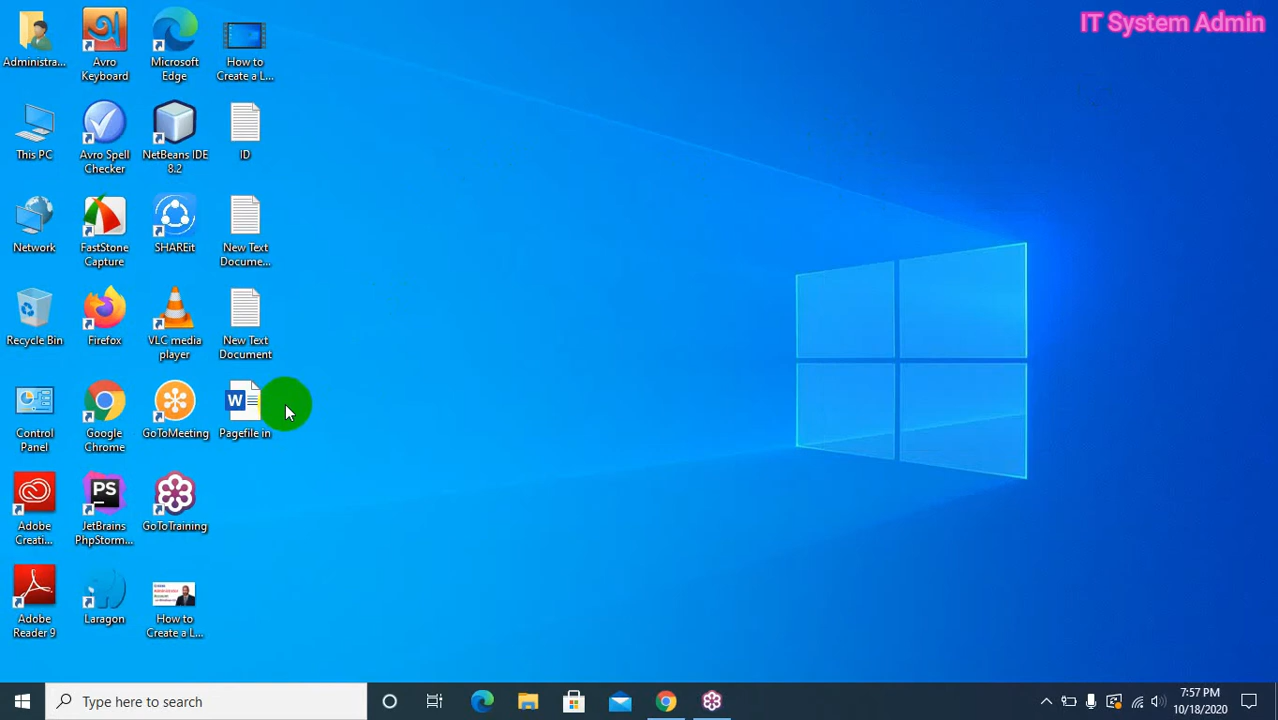 IT System Admin
Administra...
Avro
Keyboard
Microsoft
Edge
How to
Create a L...
This PC
Avro Spell
Checker
NetBeans IDE
8.2
ID
Network
FastStone
Capture
SHAREit
New Text
Docume...
Recycle Bin
Firefox
VLC media
player
New Text
Document
Control
Panel
Google
Chrome
GoToMeeting
W
Pagefile in
Adobe
Creati...
PS
JetBrains
PhpStorm...
GoToTraining
Adobe
Reader 9
Laragon
How to
Create a L...
Type here to search
7:57 PM
10/18/2020